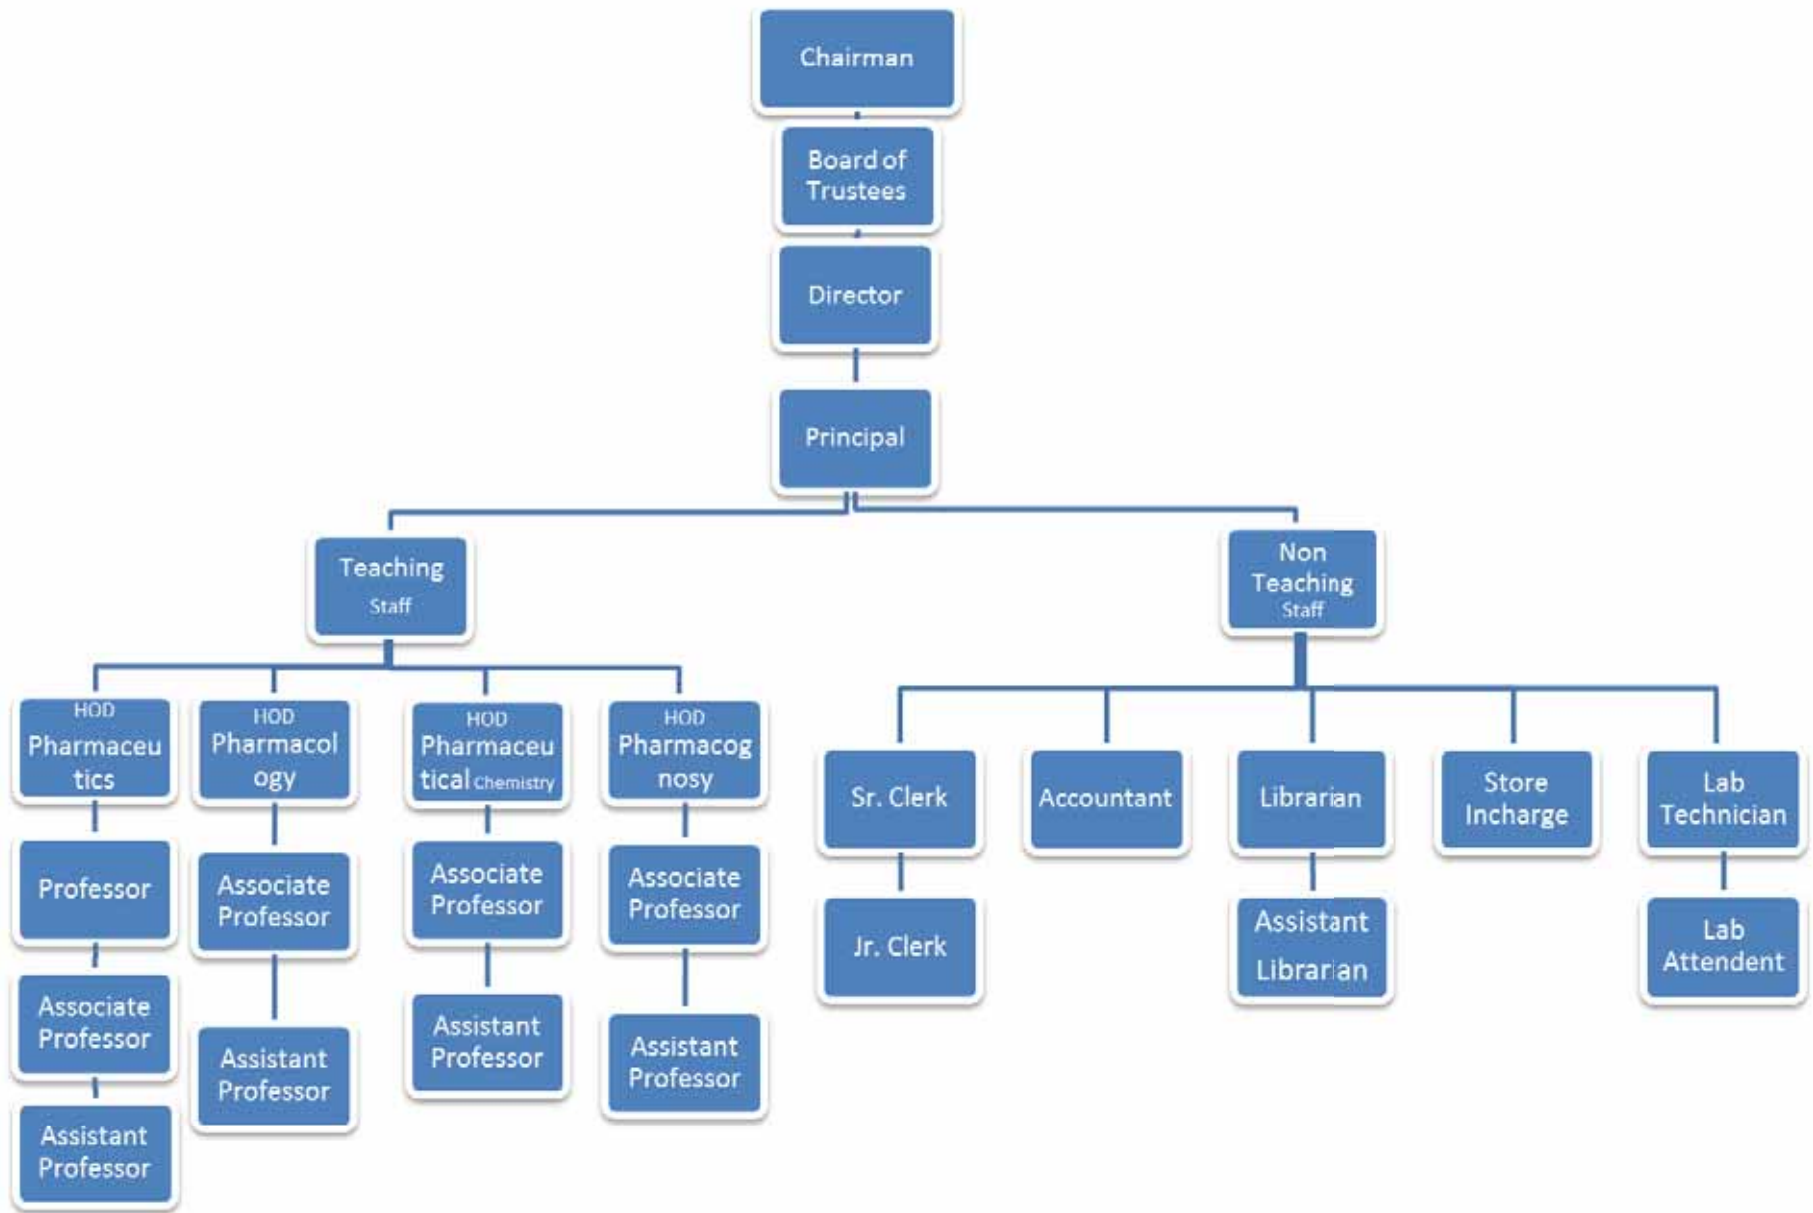 Chairman
Board of
Trustees
Director
Principal
Teaching
Staff
Non
Teaching
Staff
HOD
Pharmaceu
tics
HOD
Pharmacol
ogy
HOD
Pharmaceu
tical Chemistry
HOD
Pharmacog
nosy
Sr. Clerk
Accountant
Librarian
Store
Incharge
Lab
Technician
Professor
Associate
Professor
Associate
Professor
Associate
Professor
Jr. Clerk
Assistant
Librarian
Lab
Attendent
Associate
Professor
Assistant
Professor
Assistant
Professor
Assistant
Professor
Assistant
Professor